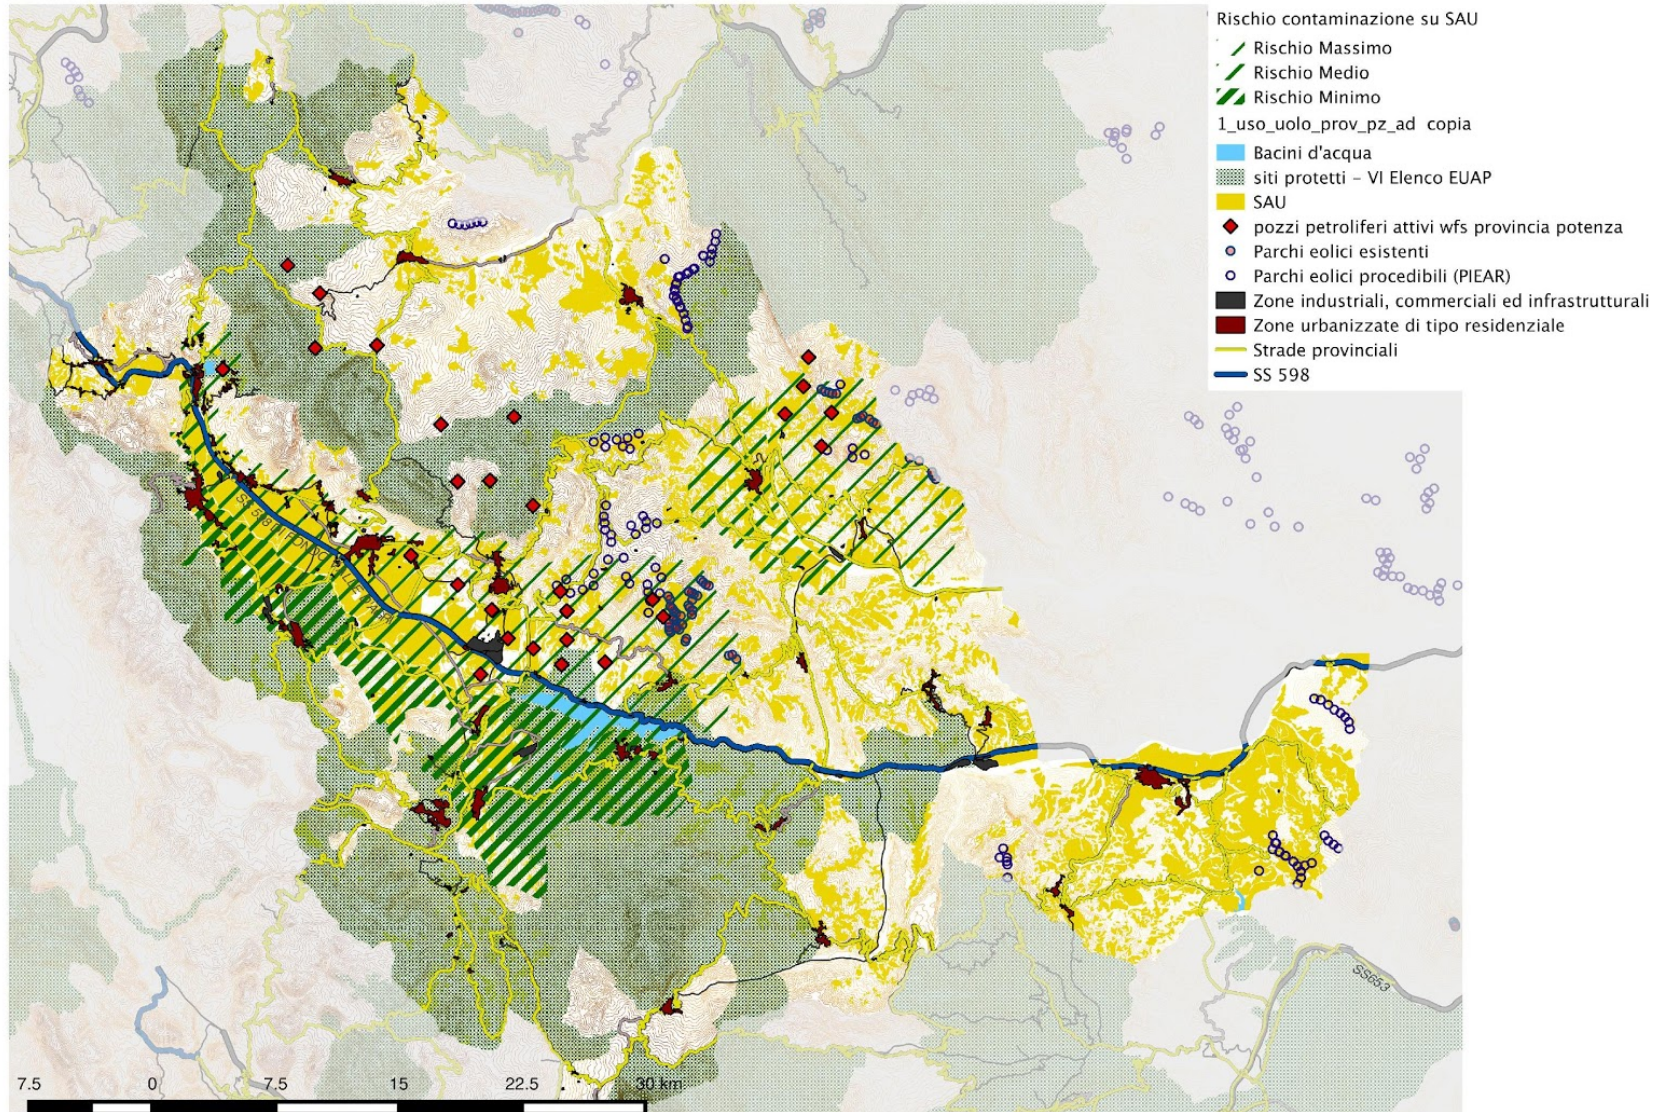 Rischio contaminazione su SAU
Rischio Massimo
Rischio Medio
Rischio Minimo
1_uso_uolo_prov_pz_ad copia
Bacini d'acqua
siti protetti - VI Elenco EUAP
SAU
pozzi petroliferi attivi wfs provincia potenza
Parchi eolici esistenti
Parchi eolici procedibili (PIEAR)
Zone industriali, commerciali ed infrastrutturali
Zone urbanizzate di tipo residenziale
Strade provinciali
SS 598
SS 598
SS653
7.5 0 7.5 15 22.5 30 km